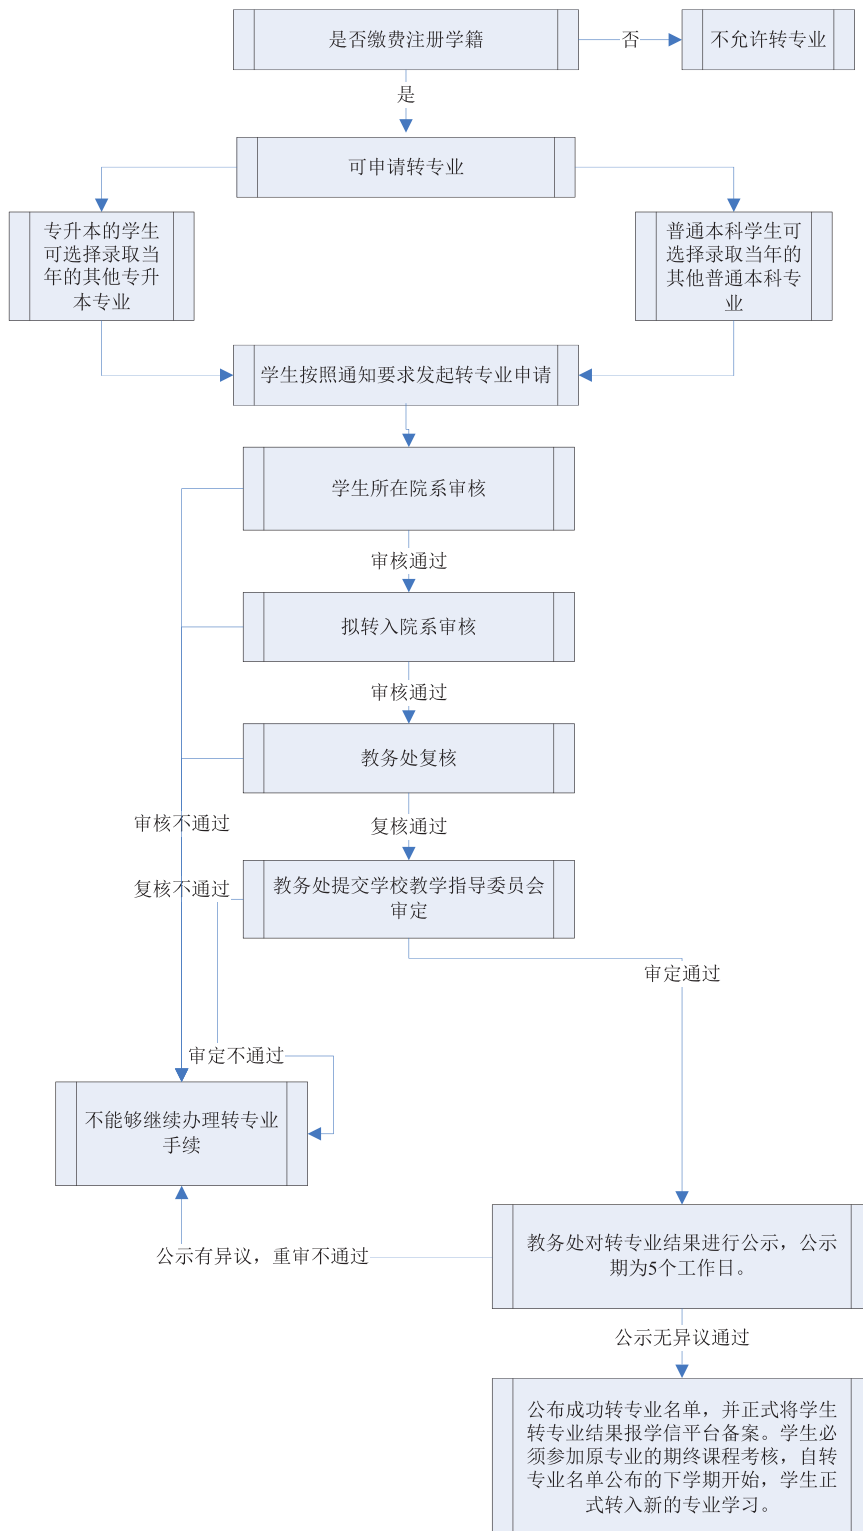 是否缴费注册学籍
否
不允许转专业
是
可申请转专业
专升本的学生
可选择录取当
年的其他专升
本专业
普通本科学生可
选择录取当年的
其他普通本科专
业
学生按照通知要求发起转专业申请
学生所在院系审核
审核通过
拟转入院系审核
审核通过
教务处复核
审核不通过
复核通过
复核不通过
教务处提交学校教学指导委员会
审定
审定通过
审定不通过
不能够继续办理转专业
手续
教务处对转专业结果进行公示，公示
期为5个工作日。
公示有异议，重审不通过
公示无异议通过
公布成功转专业名单，并正式将学生
转专业结果报学信平台备案。学生必
须参加原专业的期终课程考核，自转
专业名单公布的下学期开始，学生正
式转入新的专业学习。